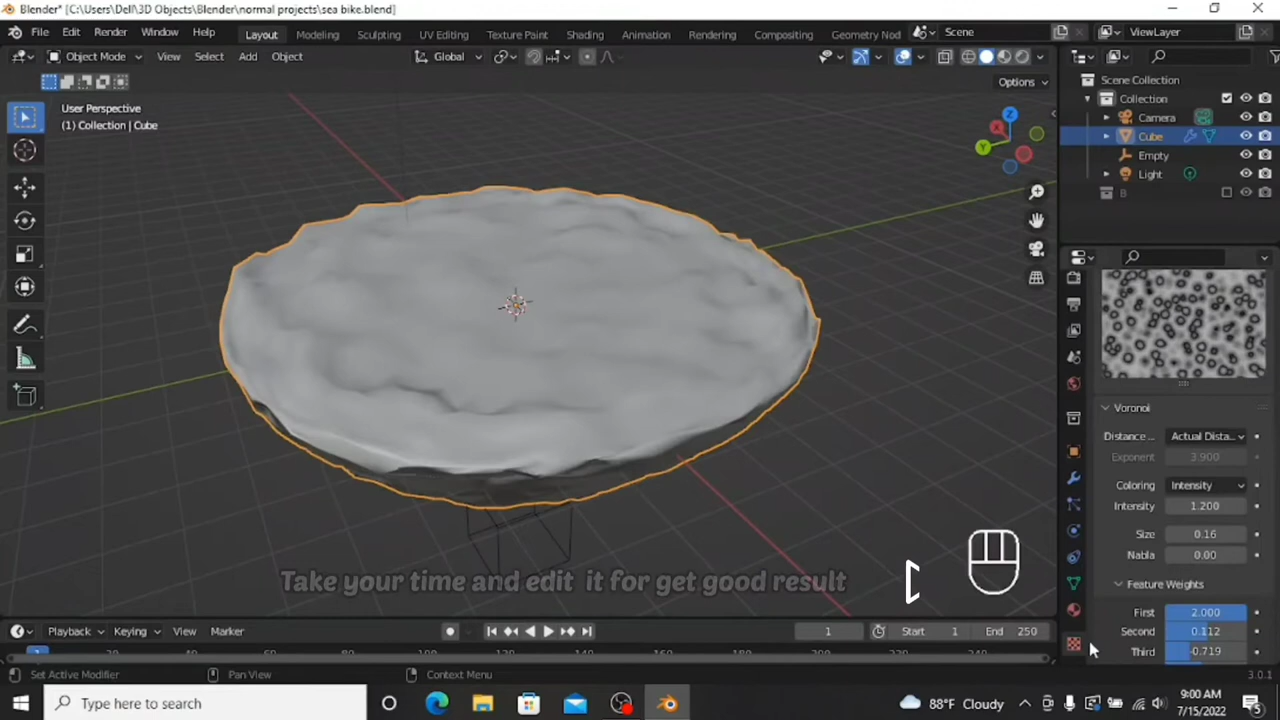 Blender* [C:\Users\Dell\3D Objects\Blender\normal projects\sea bike.blend]
File Edit Render Window Help Layout Modeling Sculpting UV Editing Texture Paint Shading Animation Rendering Compositing Geometry Nod Scene ViewLayer
Object Mode View Select Add Object Global
Options
User Perspective
(1) Collection | Cube
Z
Y
Scene Collection
Collection
Camera
Cube
Empty
Light
B
Voronoi
Distance ... Actual Dista...
Exponent 3.900
Coloring Intensity
Intensity 1.200
Size 0.16
Nabla 0.00
Feature Weights
First 2.000
Second 0.112
Third -0.719
Take your time and edit it for get good result
[
Playback Keying View Marker 1 Start 1 End 250
1
Set Active Modifier Pan View Context Menu 3.0.1
Type here to search 88°F Cloudy 9:00 AM
7/15/2022
5